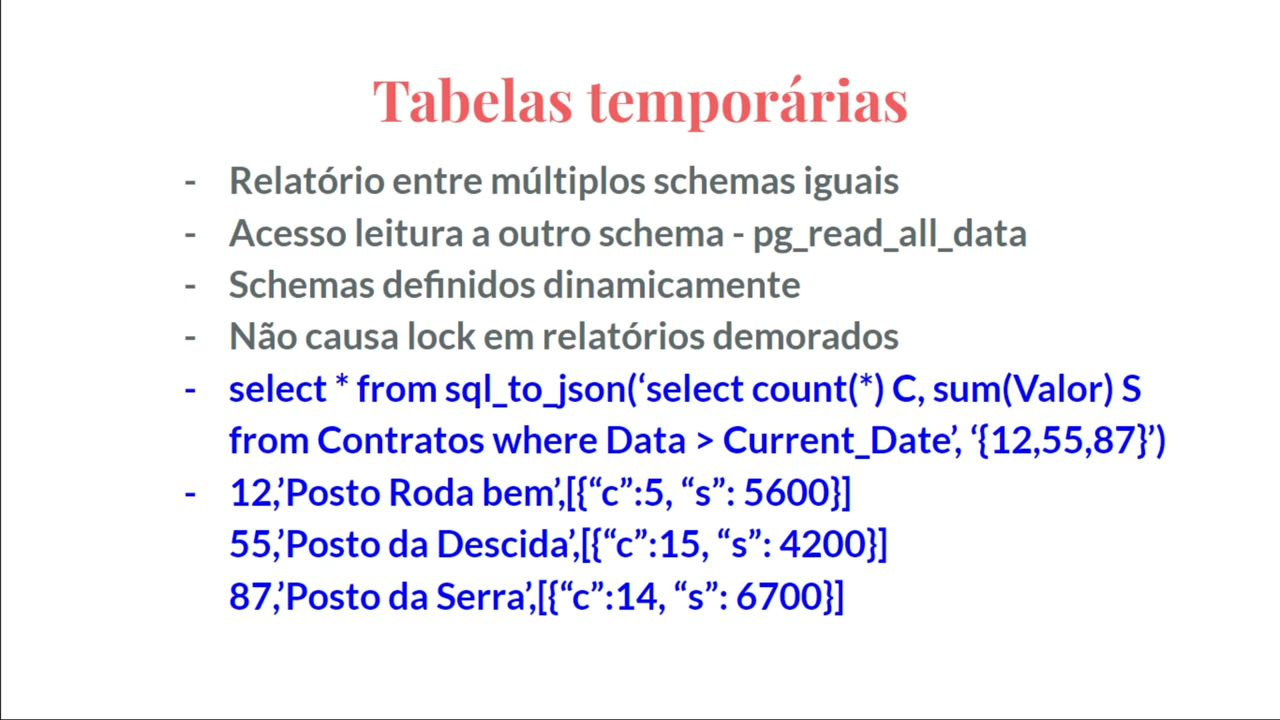 Tabelas temporárias
- Relatório entre múltiplos schemas iguais
- Acesso leitura a outro schema - pg_read_all_data
- Schemas definidos dinamicamente
- Não causa lock em relatórios demorados
- select * from sql_to_json(‘select count(*) C, sum(Valor) S
from Contratos where Data > Current_Date’, ‘{12,55,87}’)
- 12,’Posto Roda bem’,[{“c”:5, “s”: 5600}]
55,’Posto da Descida’,[{“c”:15, “s”: 4200}]
87,’Posto da Serra’,[{“c”:14, “s”: 6700}]